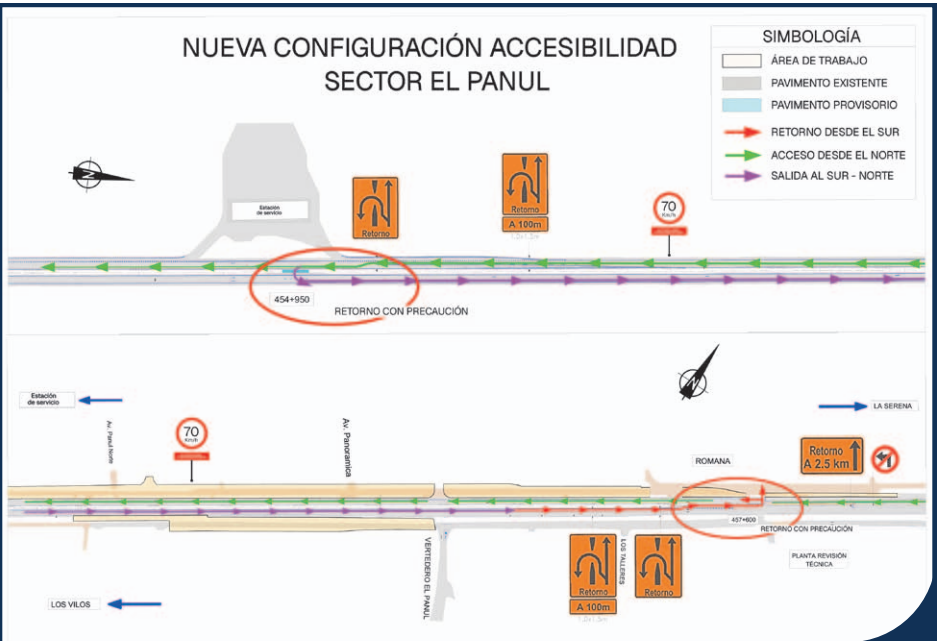 NUEVA CONFIGURACIÓN ACCESIBILIDAD
SECTOR EL PANUL
SIMBOLOGÍA
ÁREA DE TRABAJO
PAVIMENTO EXISTENTE
PAVIMENTO PROVISORIO
RETORNO DESDE EL SUR
ACCESO DESDE EL NORTE
SALIDA AL SUR - NORTE
N
Estación
de servicio
Retorno
Retorno
A 100m
70
Km/h
454+950
RETORNO CON PRECAUCIÓN
N
Estación
de servicio
LA SERENA
Av. Panul Norte
70
Km/h
Av. Panoramica
ROMANA
Retorno
A 2.5 km
457+600
RETORNO CON PRECAUCIÓN
PLANTA REVISIÓN
TÉCNICA
VERTEDERO EL PANUL
LOS TALLERES
Retorno
A 100m
Retorno
LOS VILOS